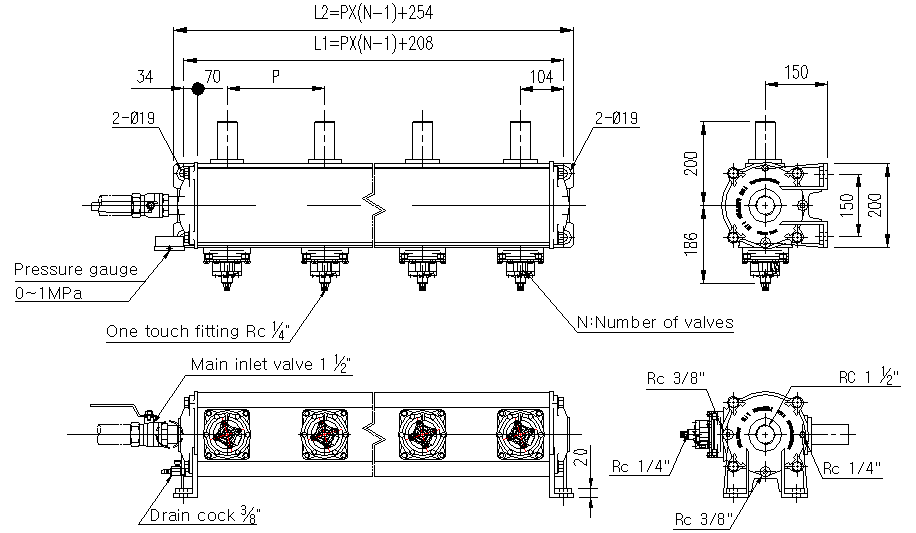 L2=PX(N-1)+254
L1=PX(N-1)+208
34
70
P
104
150
2-Ø19
2-Ø19
200
186
150
200
Pressure gauge
0~1MPa
One touch fitting Rc ¼"
N:Number of valves
Main inlet valve 1 ½"
Rc 3/8"
RC 1 ½"
20
Rc 1/4"
Rc 1/4"
Drain cock ⅜"
Rc 3/8"